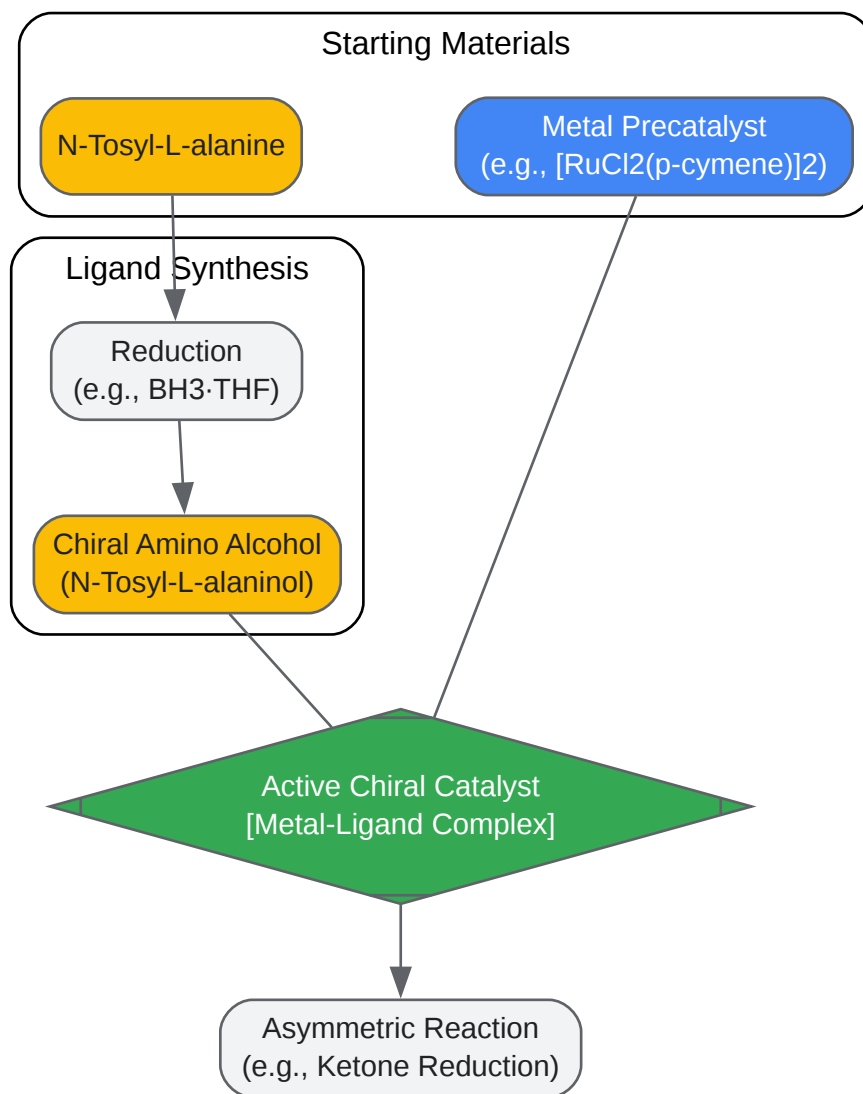 Starting Materials
N-Tosyl-L-alanine
Metal Precatalyst
(e.g., [RuCl2(p-cymene)]2)
Ligand Synthesis
Reduction
(e.g., BH3·THF)
Chiral Amino Alcohol
(N-Tosyl-L-alaninol)
Active Chiral Catalyst
[Metal-Ligand Complex]
Asymmetric Reaction
(e.g., Ketone Reduction)